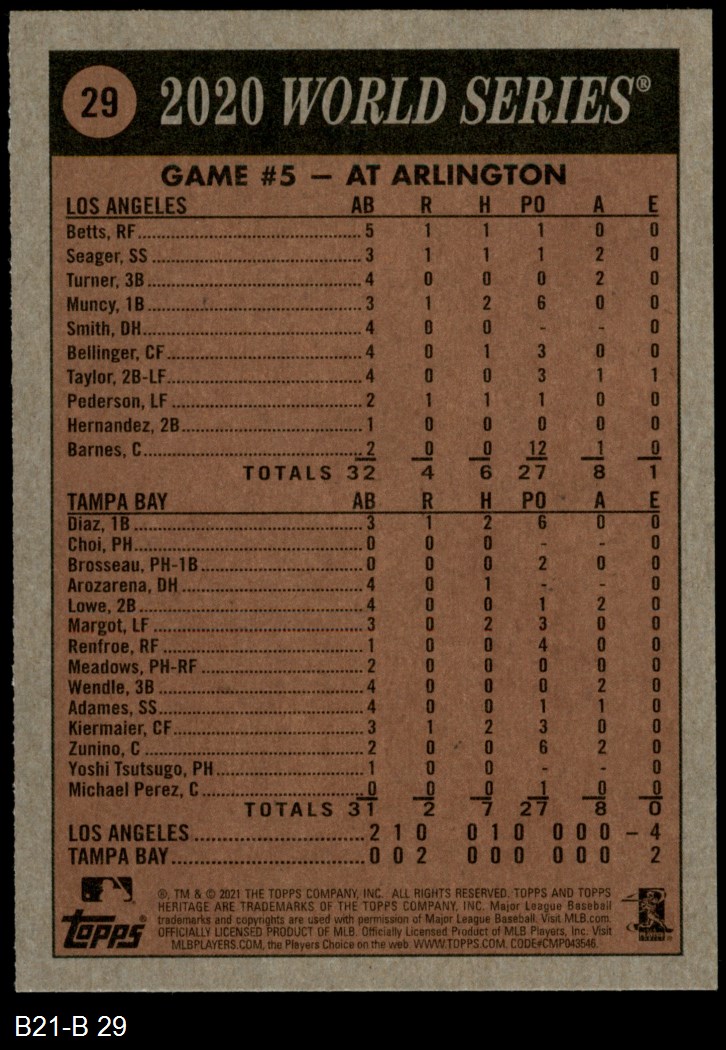 29 2020 WORLD SERIES®
GAME #5 – AT ARLINGTON
LOS ANGELES AB R H PO A E
Betts, RF 5 1 1 1 0 0
Seager, SS 3 1 1 1 2 0
Turner, 3B 4 0 0 0 2 0
Muncy, 1B 3 1 2 6 0 0
Smith, DH 4 0 0 - - 0
Bellinger, CF 4 0 1 3 0 0
Taylor, 2B-LF 4 0 0 3 1 1
Pederson, LF 2 1 1 1 0 0
Hernandez, 2B 1 0 0 0 0 0
Barnes, C 2 0 0 12 1 0
TOTALS 32 4 6 27 8 1
TAMPA BAY AB R H PO A E
Diaz, 1B 3 1 2 6 0 0
Choi, PH 0 0 0 - - 0
Brosseau, PH-1B 0 0 0 2 0 0
Arozarena, DH 4 0 1 - - 0
Lowe, 2B 4 0 0 1 2 0
Margot, LF 3 0 2 3 0 0
Renfroe, RF 1 0 0 4 0 0
Meadows, PH-RF 2 0 0 0 0 0
Wendle, 3B 4 0 0 0 2 0
Adames, SS 4 0 0 1 1 0
Kiermaier, CF 3 1 2 3 0 0
Zunino, C 2 0 0 6 2 0
Yoshi Tsutsugo, PH 1 0 0 - - 0
Michael Perez, C 0 0 0 1 0 0
TOTALS 31 2 7 27 8 0
LOS ANGELES 2 1 0 0 1 0 0 0 0 – 4
TAMPA BAY 0 0 2 0 0 0 0 0 0 2
®, TM & © 2021 THE TOPPS COMPANY, INC. ALL RIGHTS RESERVED. TOPPS AND TOPPS
HERITAGE ARE TRADEMARKS OF THE TOPPS COMPANY, INC. Major League Baseball
trademarks and copyrights are used with permission of Major League Baseball. Visit MLB.com.
OFFICIALLY LICENSED PRODUCT OF MLB. Officially Licensed Product of MLB Players, Inc. Visit
MLBPLAYERS.COM, the Players Choice on the web. WWW.TOPPS.COM. CODE#CMP043546.
Topps®
B21-B 29